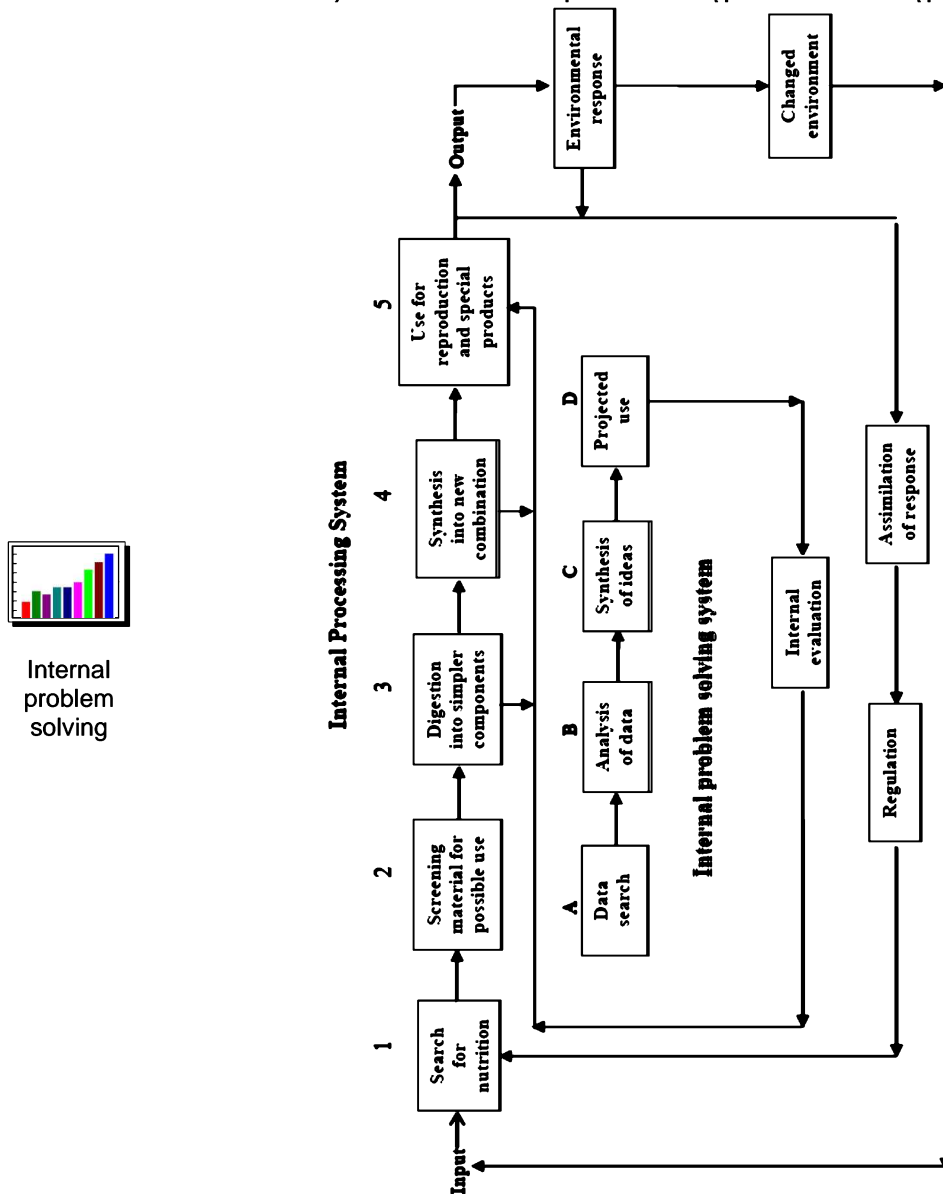 Internal
problem
solving
Internal Processing System
1
2
3
4
5
Input
Search
for
nutrition
Screening
material for
possible use
Digestion
into simpler
components
Synthesis
into new
combination
Use for
reproduction
and special
products
Output
Environmental
response
Changed
environment
A
B
C
D
Data
search
Analysis
of data
Synthesis
of ideas
Projected
use
Internal problem solving system
Internal
evaluation
Regulation
Assimilation
of response